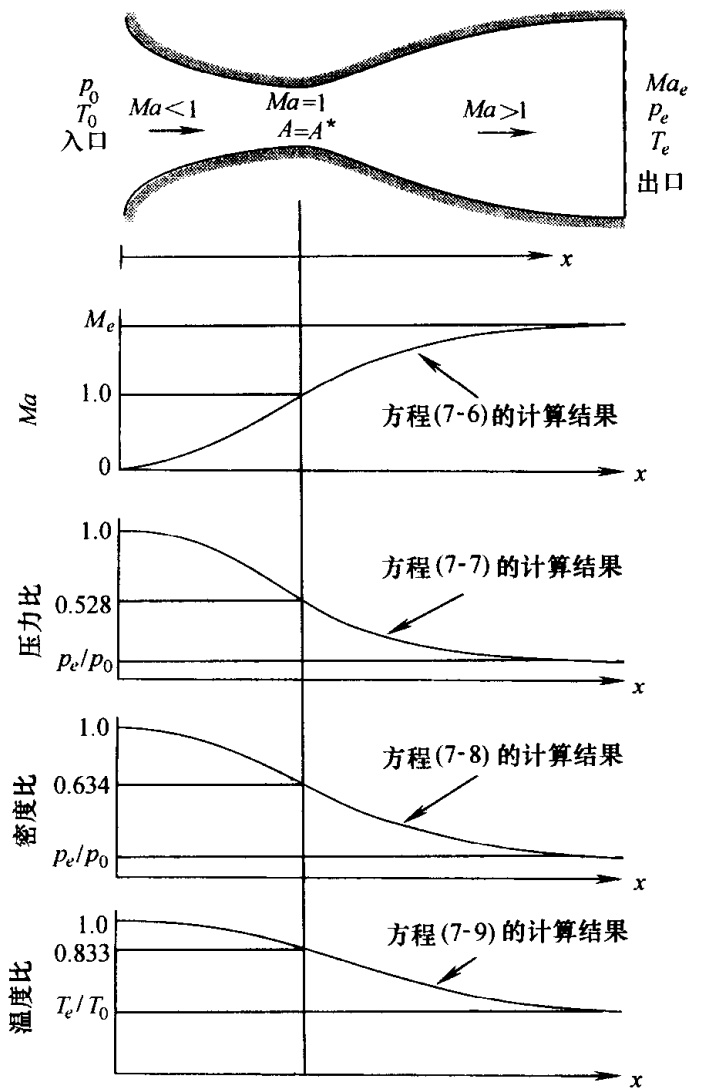 p₀
T₀
入口
Ma<1
Ma=1
A=A*
Ma>1
Maₑ
pₑ
Tₑ
出口
x
Mₑ
1.0
0
Ma
方程(7-6)的计算结果
x
1.0
0.528
pₑ/p₀
压力比
方程(7-7)的计算结果
x
1.0
0.634
pₑ/p₀
密度比
方程(7-8)的计算结果
x
1.0
0.833
Tₑ/T₀
温度比
方程(7-9)的计算结果
x